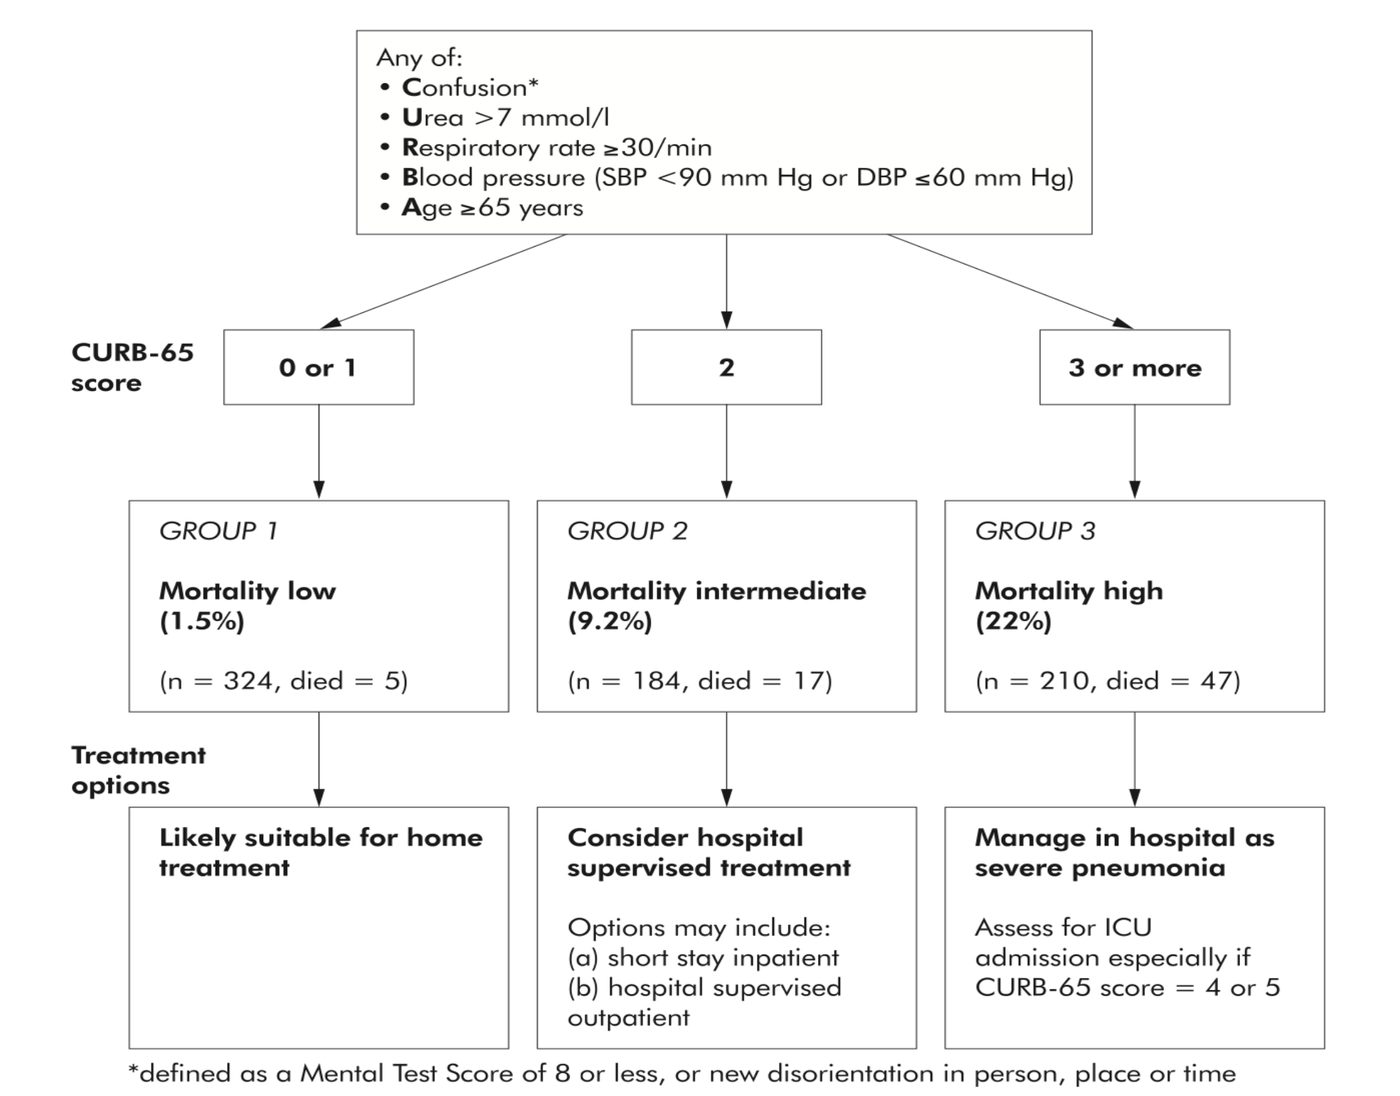 Any of:
• Confusion*
• Urea >7 mmol/l
• Respiratory rate ≥30/min
• Blood pressure (SBP <90 mm Hg or DBP ≤60 mm Hg)
• Age ≥65 years
CURB-65
score
0 or 1
2
3 or more
GROUP 1
Mortality low
(1.5%)
(n = 324, died = 5)
GROUP 2
Mortality intermediate
(9.2%)
(n = 184, died = 17)
GROUP 3
Mortality high
(22%)
(n = 210, died = 47)
Treatment
options
Likely suitable for home
treatment
Consider hospital
supervised treatment
Options may include:
(a) short stay inpatient
(b) hospital supervised
outpatient
Manage in hospital as
severe pneumonia
Assess for ICU
admission especially if
CURB-65 score = 4 or 5
*defined as a Mental Test Score of 8 or less, or new disorientation in person, place or time